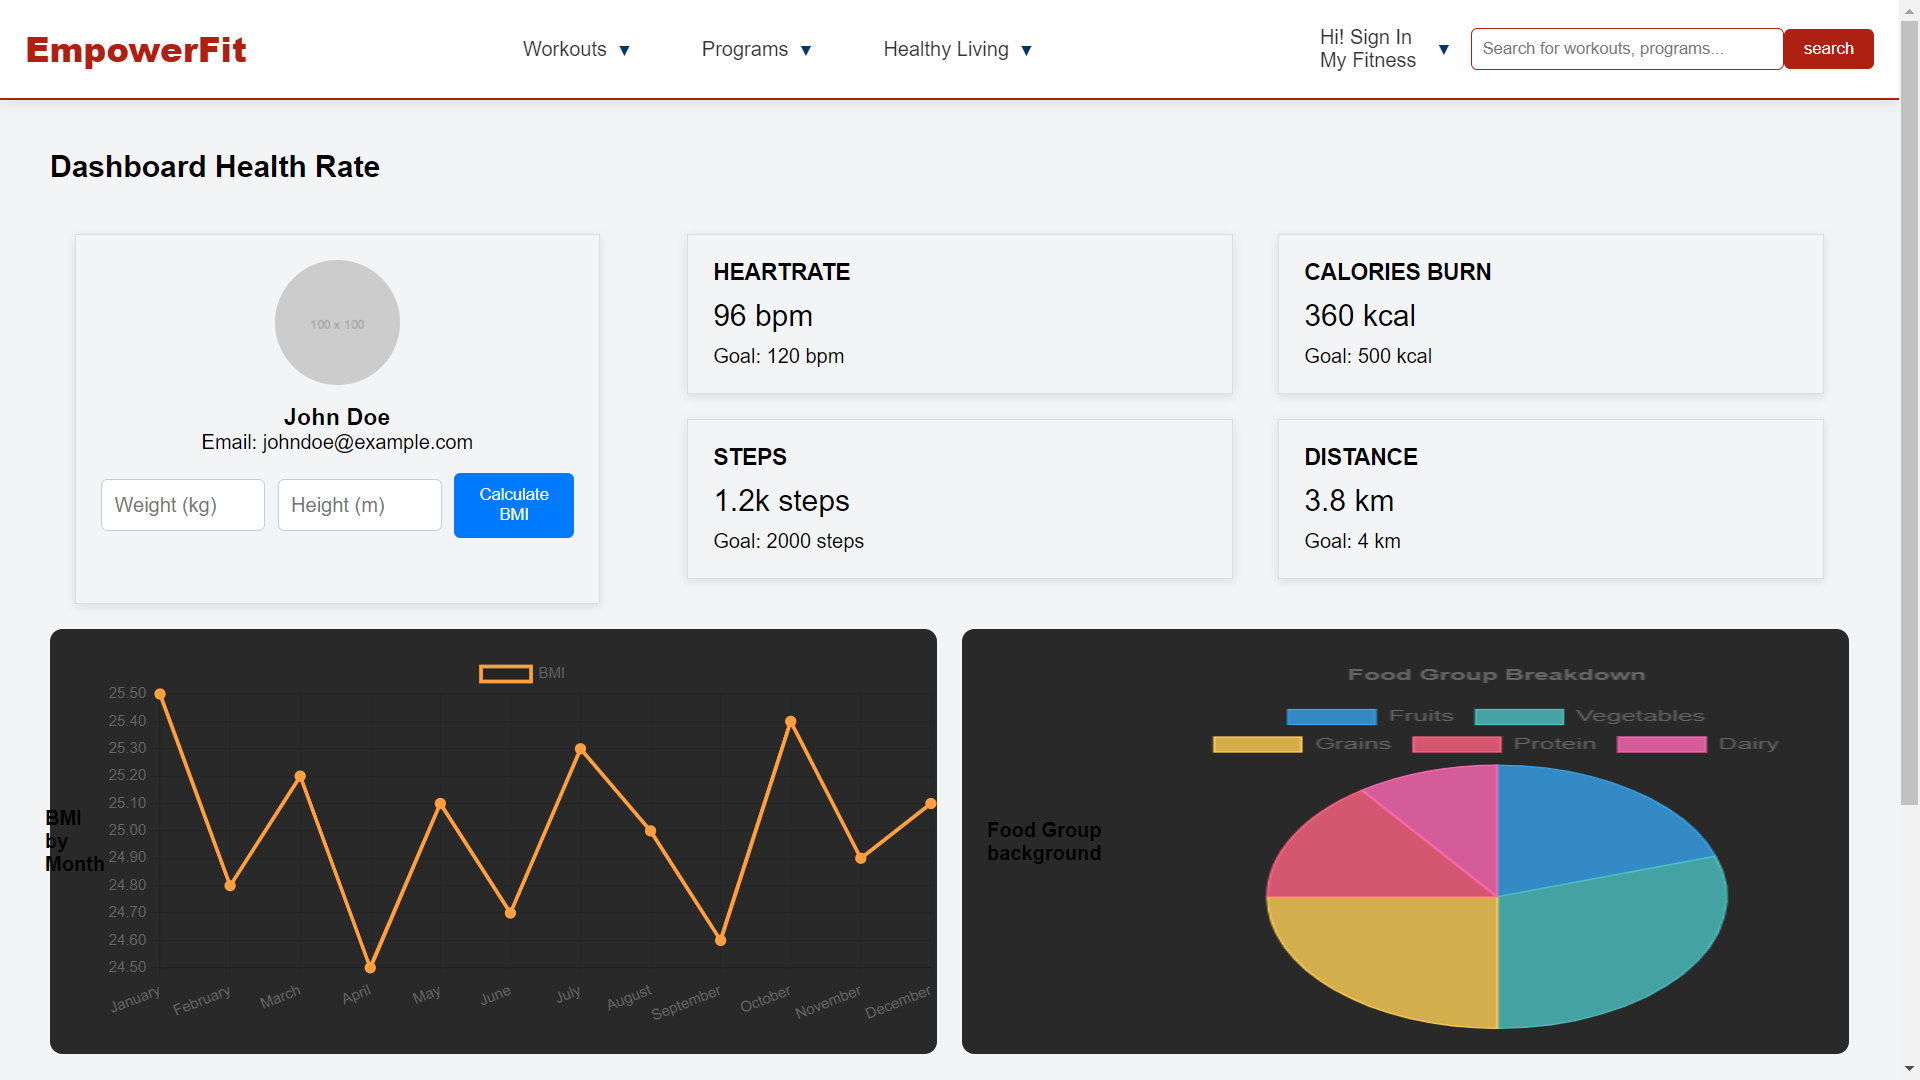 EmpowerFit
Workouts ▼
Programs ▼
Healthy Living ▼
Hi! Sign In
My Fitness ▼
Search for workouts, programs...
search
Dashboard Health Rate
100 x 100
John Doe
Email: johndoe@example.com
Weight (kg)
Height (m)
Calculate
BMI
HEARTRATE
96 bpm
Goal: 120 bpm
CALORIES BURN
360 kcal
Goal: 500 kcal
STEPS
1.2k steps
Goal: 2000 steps
DISTANCE
3.8 km
Goal: 4 km
BMI
by
Month
BMI
25.50
25.40
25.30
25.20
25.10
25.00
24.90
24.80
24.70
24.60
24.50
January
February
March
April
May
June
July
August
September
October
November
December
Food Group
background
Food Group Breakdown
Fruits
Vegetables
Grains
Protein
Dairy